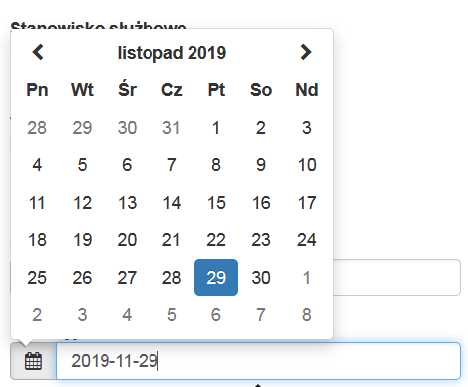 Stanowisko służbowe
listopad 2019
Pn Wt Śr Cz Pt So Nd
28 29 30 31 1 2 3
4 5 6 7 8 9 10
11 12 13 14 15 16 17
18 19 20 21 22 23 24
25 26 27 28 29 30 1
2 3 4 5 6 7 8
2019-11-29